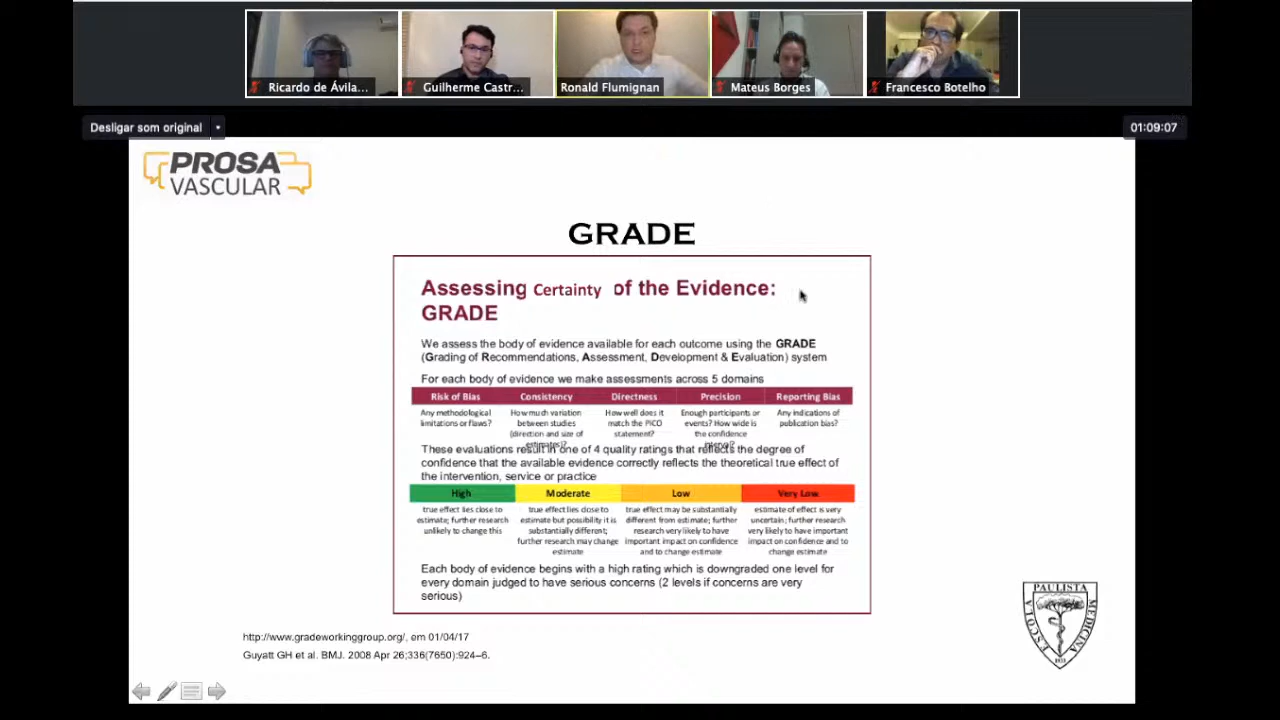 Ricardo de Ávila...
Guilherme Castr...
Ronald Flumignan
Mateus Borges
Francesco Botelho
Desligar som original
01:09:07
PROSA
VASCULAR
GRADE
Assessing Certainty of the Evidence:
GRADE
We assess the body of evidence available for each outcome using the GRADE
(Grading of Recommendations, Assessment, Development & Evaluation) system
For each body of evidence we make assessments across 5 domains
Risk of Bias Consistency Directness Precision Reporting Bias
Any methodological
limitations or flaws?
How much variation
between studies
(direction and size of
estimates)?
How well does it
match the PICO
statement?
Enough participants or
events? How wide is
the confidence
interval?
Any indications of
publication bias?
These evaluations result in one of 4 quality ratings that reflects the degree of
confidence that the available evidence correctly reflects the theoretical true effect of
the intervention, service or practice
High Moderate Low Very Low
true effect lies close to
estimate; further research
unlikely to change this
true effect lies close to
estimate but possibility it is
substantially different;
further research may change
estimate
true effect may be substantially
different from estimate; further
research very likely to have
important impact on confidence
and to change estimate
estimate of effect is very
uncertain; further research
very likely to have important
impact on confidence and to
change estimate
Each body of evidence begins with a high rating which is downgraded one level for
every domain judged to have serious concerns (2 levels if concerns are very
serious)
http://www.gradeworkinggroup.org/, em 01/04/17
Guyatt GH et al. BMJ. 2008 Apr 26;336(7650):924–6.
PAULISTA
ESCOLA
MEDICINA
1933